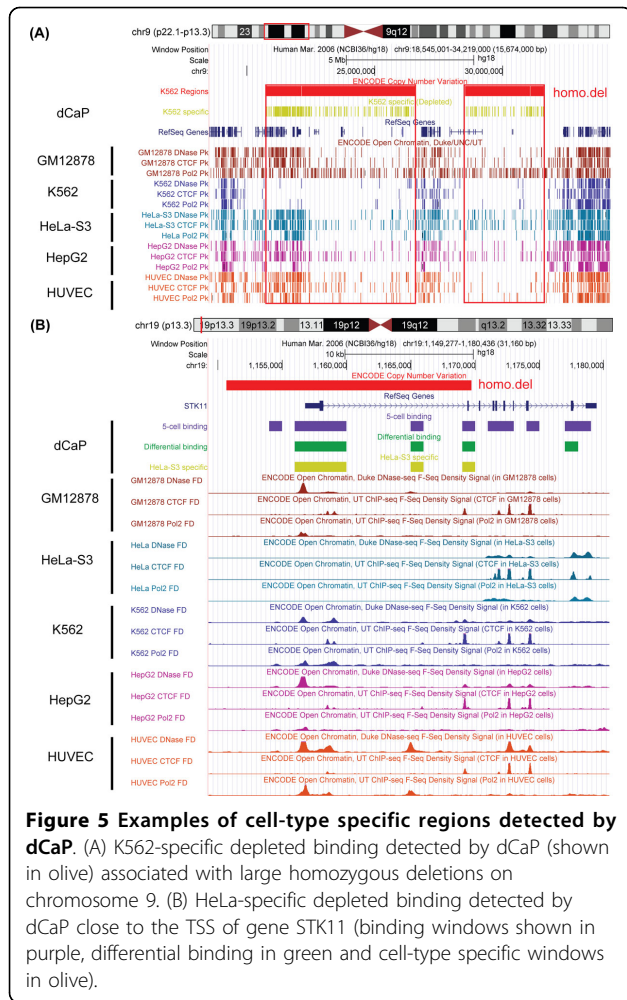 (A)
chr9 (p22.1-p13.3) 23 9q12
Window Position Human Mar. 2006 (NCBI36/hg18) chr9:18,545,001-34,219,000 (15,674,000 bp)
Scale 5 Mb hg18
chr9: 25,000,000 30,000,000
ENCODE Copy Number Variation
K562 Regions homo.del
K562 specific (Depleted)
dCaP K562 specific
RefSeq Genes RefSeq Genes
ENCODE Open Chromatin, Duke/UNC/UT
GM12878
GM12878 DNase Pk
GM12878 CTCF Pk
GM12878 Pol2 Pk
K562
K562 DNase Pk
K562 CTCF Pk
K562 Pol2 Pk
HeLa-S3
HeLa-S3 DNase Pk
HeLa-S3 CTCF Pk
HeLa Pol2 Pk
HepG2
HepG2 DNase Pk
HepG2 CTCF Pk
HepG2 Pol2 Pk
HUVEC
HUVEC DNase Pk
HUVEC CTCF Pk
HUVEC Pol2 Pk
(B)
chr19 (p13.3) 19p13.3 19p13.2 13.11 19p12 19q12 q13.2 13.32 13.33
Window Position Human Mar. 2006 (NCBI36/hg18) chr19:1,149,277-1,180,436 (31,160 bp)
Scale 10 kb hg18
chr19: 1,155,000 1,160,000 1,165,000 1,170,000 1,175,000 1,180,000
ENCODE Copy Number Variation
homo.del
RefSeq Genes
STK11
5-cell binding
5-cell binding
dCaP
Differential binding
Differential binding
HeLa-S3 specific
HeLa-S3 specific
GM12878
GM12878 DNase FD ENCODE Open Chromatin, Duke DNase-seq F-Seq Density Signal (in GM12878 cells)
GM12878 CTCF FD ENCODE Open Chromatin, UT ChIP-seq F-Seq Density Signal (CTCF in GM12878 cells)
GM12878 Pol2 FD ENCODE Open Chromatin, UT ChIP-seq F-Seq Density Signal (Pol2 in GM12878 cells)
HeLa-S3
HeLa DNase FD ENCODE Open Chromatin, Duke DNase-seq F-Seq Density Signal (in HeLa-S3 cells)
HeLa CTCF FD ENCODE Open Chromatin, UT ChIP-seq F-Seq Density Signal (CTCF in HeLa-S3 cells)
HeLa Pol2 FD ENCODE Open Chromatin, UT ChIP-seq F-Seq Density Signal (Pol2 in HeLa-S3 cells)
K562
K562 DNase FD ENCODE Open Chromatin, Duke DNase-seq F-Seq Density Signal (in K562 cells)
K562 CTCF FD ENCODE Open Chromatin, UT ChIP-seq F-Seq Density Signal (CTCF in K562 cells)
K562 Pol2 FD ENCODE Open Chromatin, UT ChIP-seq F-Seq Density Signal (Pol2 in K562 cells)
HepG2
HepG2 DNase FD ENCODE Open Chromatin, Duke DNase-seq F-Seq Density Signal (in HepG2 cells)
HepG2 CTCF FD ENCODE Open Chromatin, UT ChIP-seq F-Seq Density Signal (CTCF in HepG2 cells)
HepG2 Pol2 FD ENCODE Open Chromatin, UT ChIP-seq F-Seq Density Signal (Pol2 in HepG2 cells)
HUVEC
HUVEC DNase FD ENCODE Open Chromatin, Duke DNase-seq F-Seq Density Signal (in HUVEC cells)
HUVEC CTCF FD ENCODE Open Chromatin, UT ChIP-seq F-Seq Density Signal (CTCF in HUVEC cells)
HUVEC Pol2 FD ENCODE Open Chromatin, UT ChIP-seq F-Seq Density Signal (Pol2 in HUVEC cells)
Figure 5 Examples of cell-type specific regions detected by
dCaP. (A) K562-specific depleted binding detected by dCaP (shown
in olive) associated with large homozygous deletions on
chromosome 9. (B) HeLa-specific depleted binding detected by
dCaP close to the TSS of gene STK11 (binding windows shown in
purple, differential binding in green and cell-type specific windows
in olive).